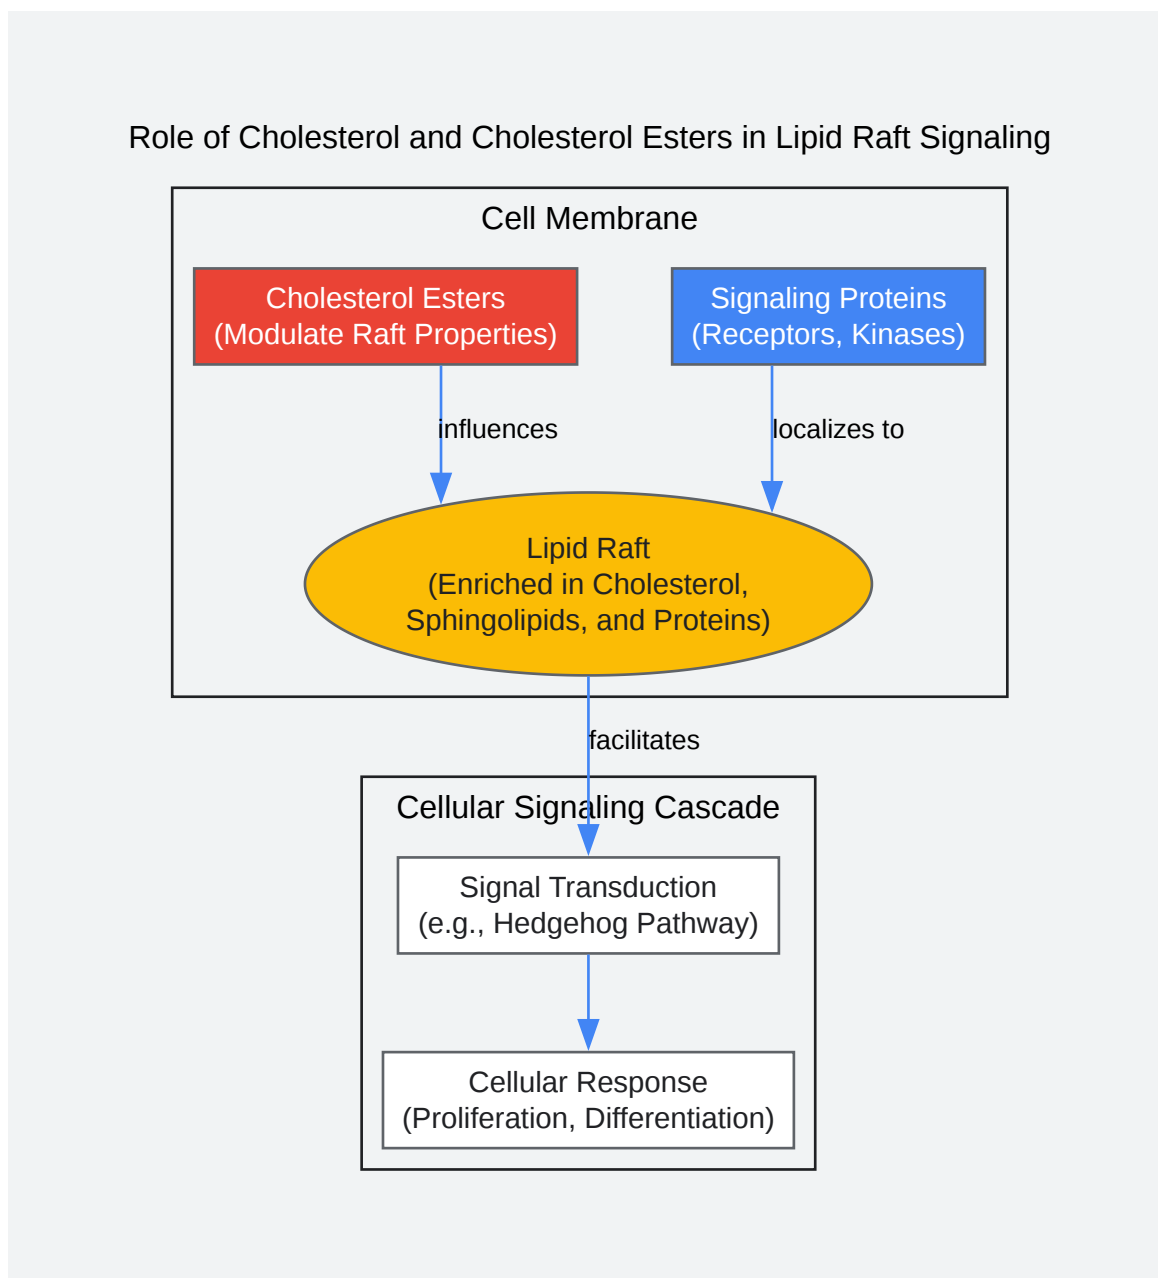 Role of Cholesterol and Cholesterol Esters in Lipid Raft Signaling
Cell Membrane
Cholesterol Esters
(Modulate Raft Properties)
Signaling Proteins
(Receptors, Kinases)
influences
localizes to
Lipid Raft
(Enriched in Cholesterol,
Sphingolipids, and Proteins)
facilitates
Cellular Signaling Cascade
Signal Transduction
(e.g., Hedgehog Pathway)
Cellular Response
(Proliferation, Differentiation)